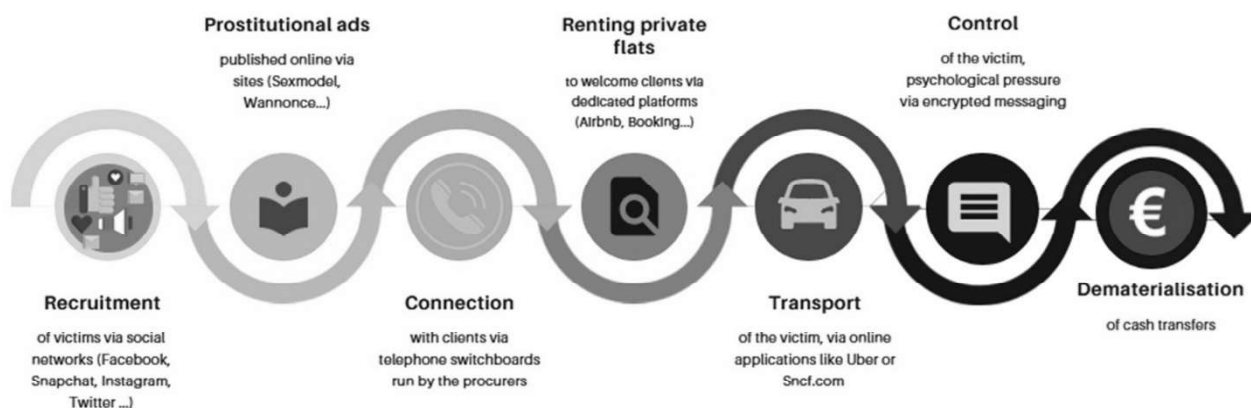 Prostitutional ads
published online via
sites (Sexmodel,
Wannonce...)
Renting private
flats
to welcome clients via
dedicated platforms
(Airbnb, Booking...)
Control
of the victim,
psychological pressure
via encrypted messaging
€
Recruitment
of victims via social
networks (Facebook,
Snapchat, Instagram,
Twitter ...)
Connection
with clients via
telephone switchboards
run by the procurers
Transport
of the victim, via online
applications like Uber or
Sncf.com
Dematerialisation
of cash transfers